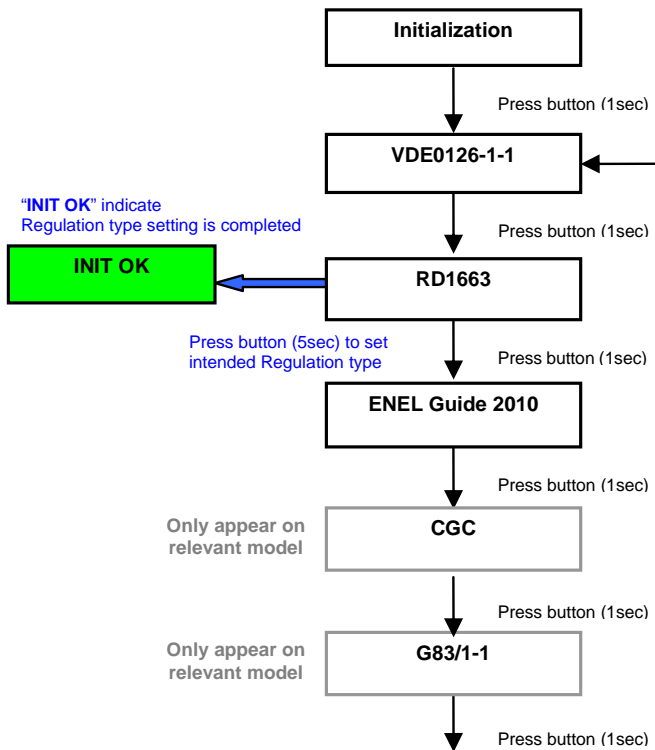 Initialization
Press button (1sec)
VDE0126-1-1
“INIT OK” indicate
Regulation type setting is completed
Press button (1sec)
INIT OK
RD1663
Press button (5sec) to set
intended Regulation type
Press button (1sec)
ENEL Guide 2010
Press button (1sec)
Only appear on
relevant model
CGC
Press button (1sec)
Only appear on
relevant model
G83/1-1
Press button (1sec)